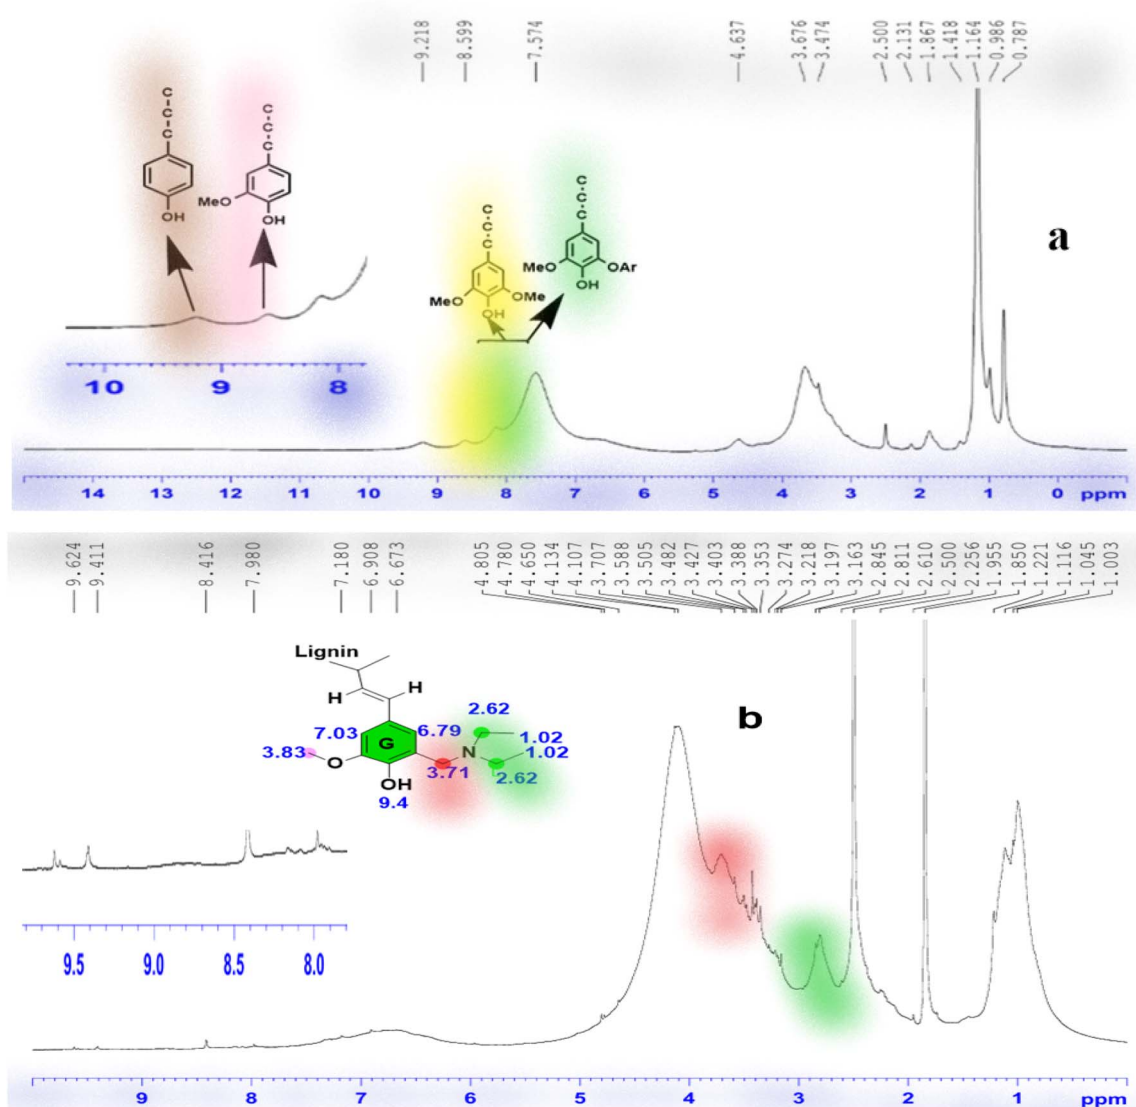 9.218
8.599
7.574
4.637
3.676
3.474
2.500
2.131
1.867
1.418
1.164
0.986
0.787
C
C
C
C
C
C
MeO
OH
OH
C
C
C
C
C
C
MeO
OMe
OH
MeO
OAr
OH
a
10 9 8
14 13 12 11 10 9 8 7 6 5 4 3 2 1 0 ppm
9.624
9.411
8.416
7.980
7.180
6.908
6.673
4.805
4.780
4.650
4.134
4.107
3.707
3.588
3.505
3.482
3.427
3.403
3.388
3.353
3.274
3.218
3.197
3.163
2.845
2.811
2.610
2.500
2.256
1.955
1.850
1.221
1.116
1.045
1.003
Lignin
H H
2.62
7.03 6.79 1.02
G
N 1.02
3.83
O 3.71 2.62
OH
9.4
b
9.5 9.0 8.5 8.0
9 8 7 6 5 4 3 2 1 ppm